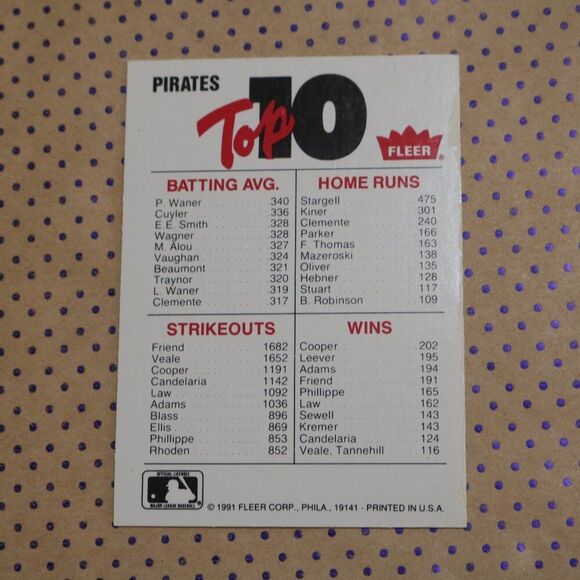 PIRATES
Top 10
FLEER®
BATTING AVG.
P. Waner .340
Cuyler .336
E.E. Smith .328
Wagner .328
M. Alou .327
Vaughan .324
Beaumont .321
Traynor .320
L. Waner .319
Clemente .317
HOME RUNS
Stargell 475
Kiner 301
Clemente 240
Parker 166
F. Thomas 163
Mazeroski 138
Oliver 135
Hebner 128
Stuart 117
B. Robinson 109
STRIKEOUTS
Friend 1682
Veale 1652
Cooper 1191
Candelaria 1142
Law 1092
Adams 1036
Blass 896
Ellis 869
Phillippe 853
Rhoden 852
WINS
Cooper 202
Leever 195
Adams 194
Friend 191
Phillippe 165
Law 162
Sewell 143
Kremer 143
Candelaria 124
Veale, Tannehill 116
OFFICIAL LICENSEE
MAJOR LEAGUE BASEBALL
© 1991 FLEER CORP., PHILA., 19141 - PRINTED IN U.S.A.